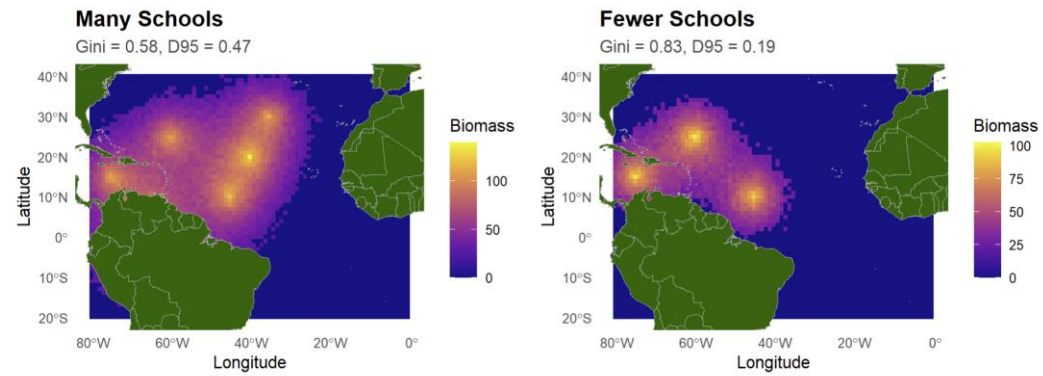 Many Schools
Gini = 0.58, D95 = 0.47
40°N
30°N
20°N
10°N
0°
10°S
20°S
Latitude
80°W
60°W
40°W
20°W
0°
Longitude
Biomass
100
50
0
Fewer Schools
Gini = 0.83, D95 = 0.19
40°N
30°N
20°N
10°N
0°
10°S
20°S
Latitude
80°W
60°W
40°W
20°W
0°
Longitude
Biomass
100
75
50
25
0